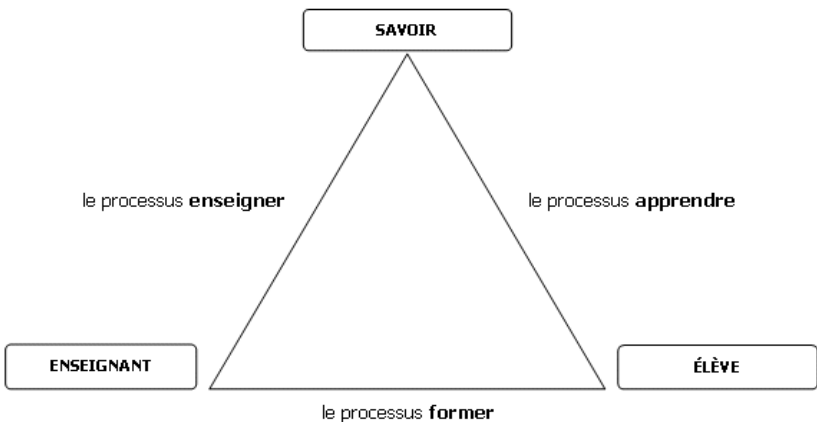 SAVOIR
le processus enseigner
le processus apprendre
ENSEIGNANT
ÉLÈVE
le processus former